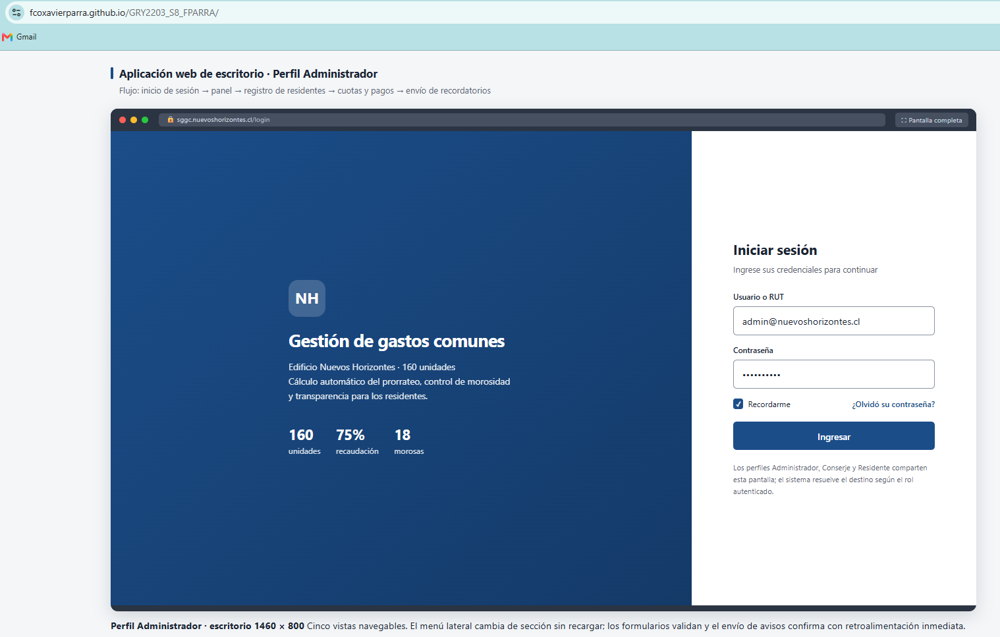 fcoxavierparra.github.io/GRY2203_S8_FPARRA/
Gmail
Aplicación web de escritorio · Perfil Administrador
Flujo: inicio de sesión → panel → registro de residentes → cuotas y pagos → envío de recordatorios
sggc.nuevoshorizontes.cl/login
Pantalla completa
NH
Gestión de gastos comunes
Edificio Nuevos Horizontes · 160 unidades
Cálculo automático del prorrateo, control de morosidad
y transparencia para los residentes.
160 75% 18
unidades recaudación morosas
Iniciar sesión
Ingrese sus credenciales para continuar
Usuario o RUT
admin@nuevoshorizontes.cl
Contraseña
••••••••••
Recordarme ¿Olvidó su contraseña?
Ingresar
Los perfiles Administrador, Conserje y Residente comparten
esta pantalla; el sistema resuelve el destino según el rol
autenticado.
Perfil Administrador · escritorio 1460 × 800 Cinco vistas navegables. El menú lateral cambia de sección sin recargar; los formularios validan y el envío de avisos confirma con retroalimentación inmediata.